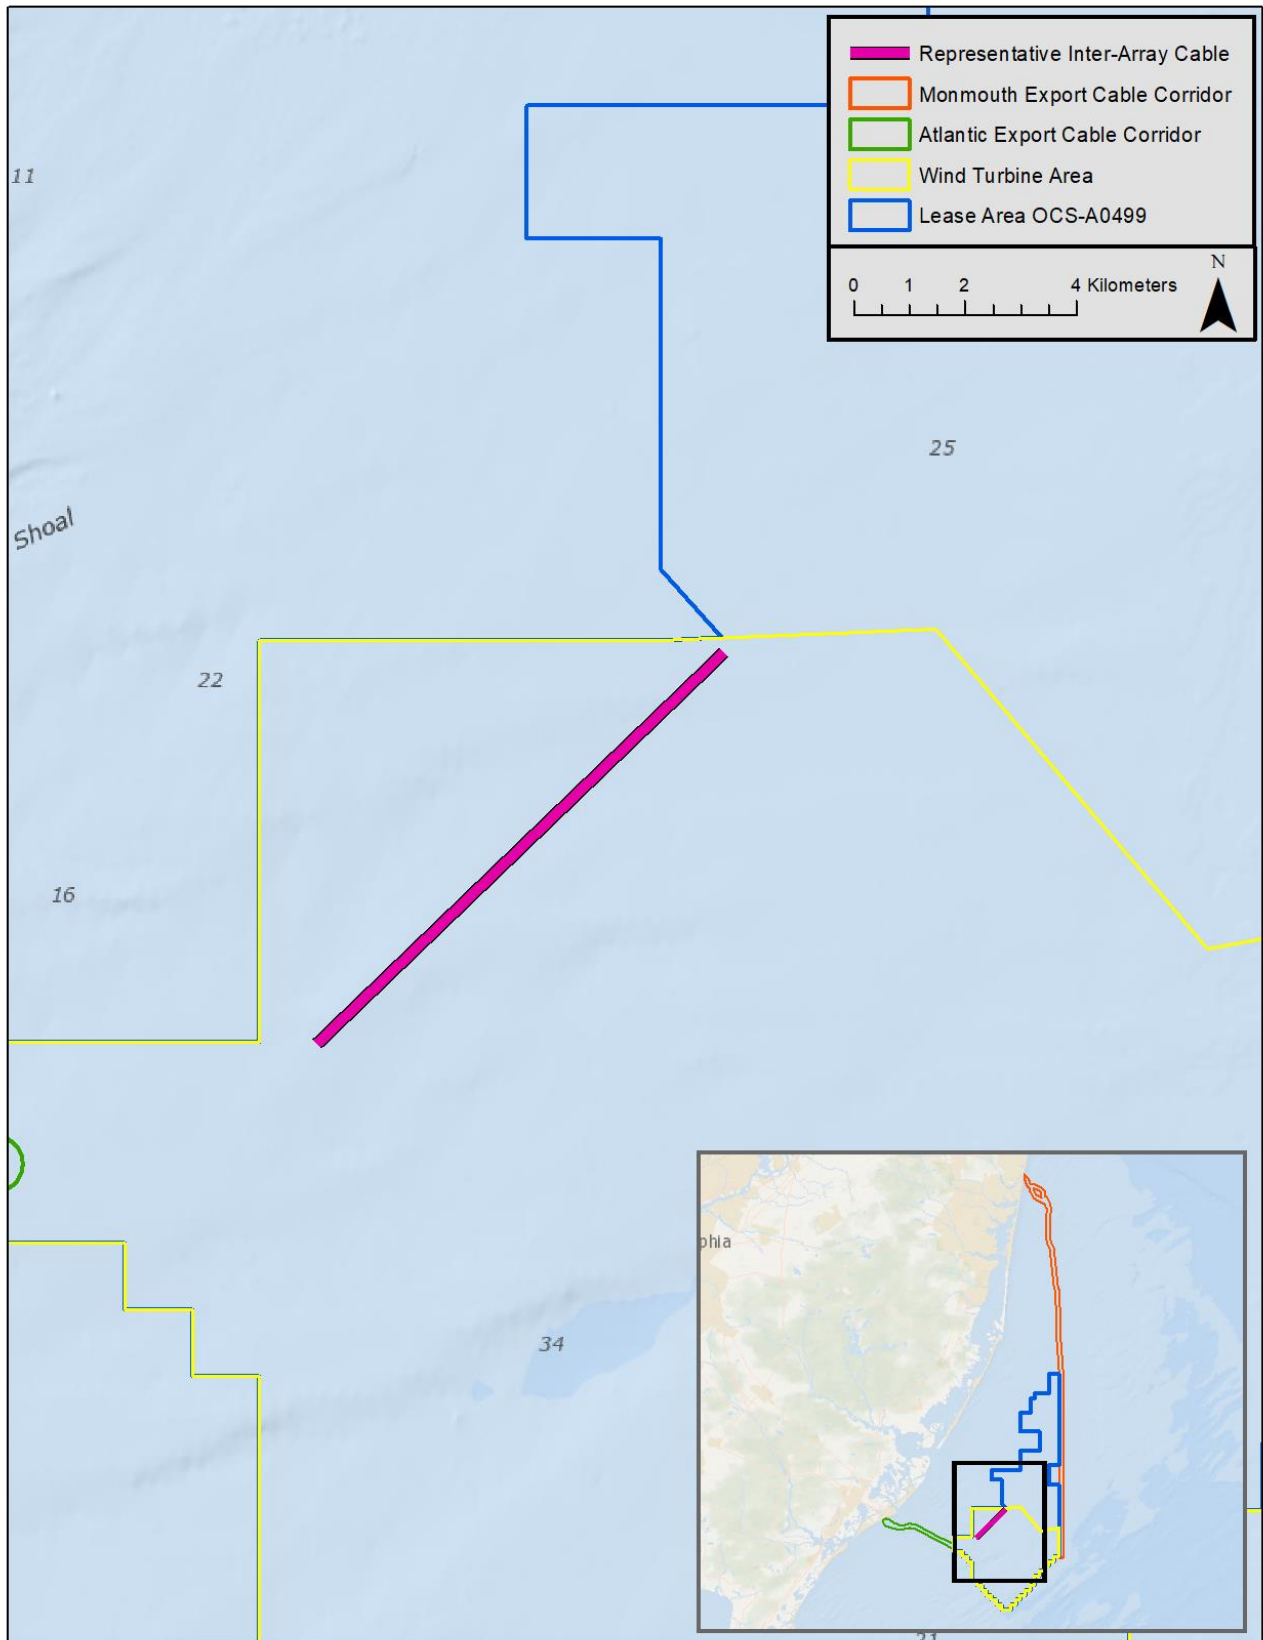 Representative Inter-Array Cable
Monmouth Export Cable Corridor
Atlantic Export Cable Corridor
Wind Turbine Area
Lease Area OCS-A0499
N
0 1 2 4 Kilometers
11
25
Shoal
22
16
phia
34